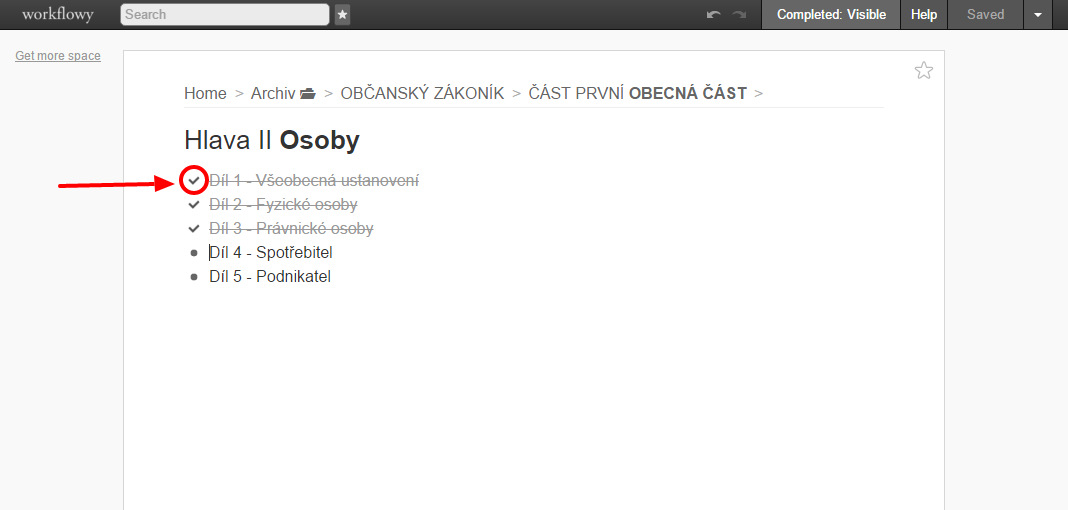 workflowy Search Completed: Visible Help Saved
Get more space
Home > Archiv > OBČANSKÝ ZÁKONÍK > ČÁST PRVNÍ OBECNÁ ČÁST >
Hlava II Osoby
Díl 1 - Všeobecná ustanovení
Díl 2 - Fyzické osoby
Díl 3 - Právnické osoby
Díl 4 - Spotřebitel
Díl 5 - Podnikatel